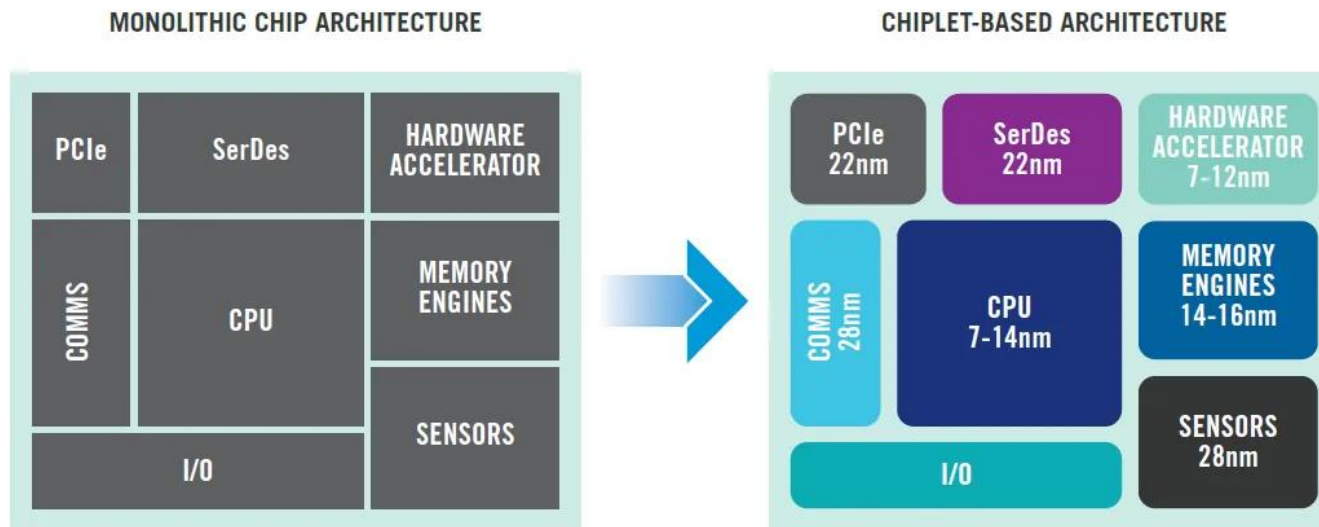 MONOLITHIC CHIP ARCHITECTURE
PCIe
SerDes
HARDWARE
ACCELERATOR
COMMS
CPU
MEMORY
ENGINES
SENSORS
I/O
CHIPLET-BASED ARCHITECTURE
PCIe
22nm
SerDes
22nm
HARDWARE
ACCELERATOR
7-12nm
COMMS
28nm
CPU
7-14nm
MEMORY
ENGINES
14-16nm
SENSORS
28nm
I/O